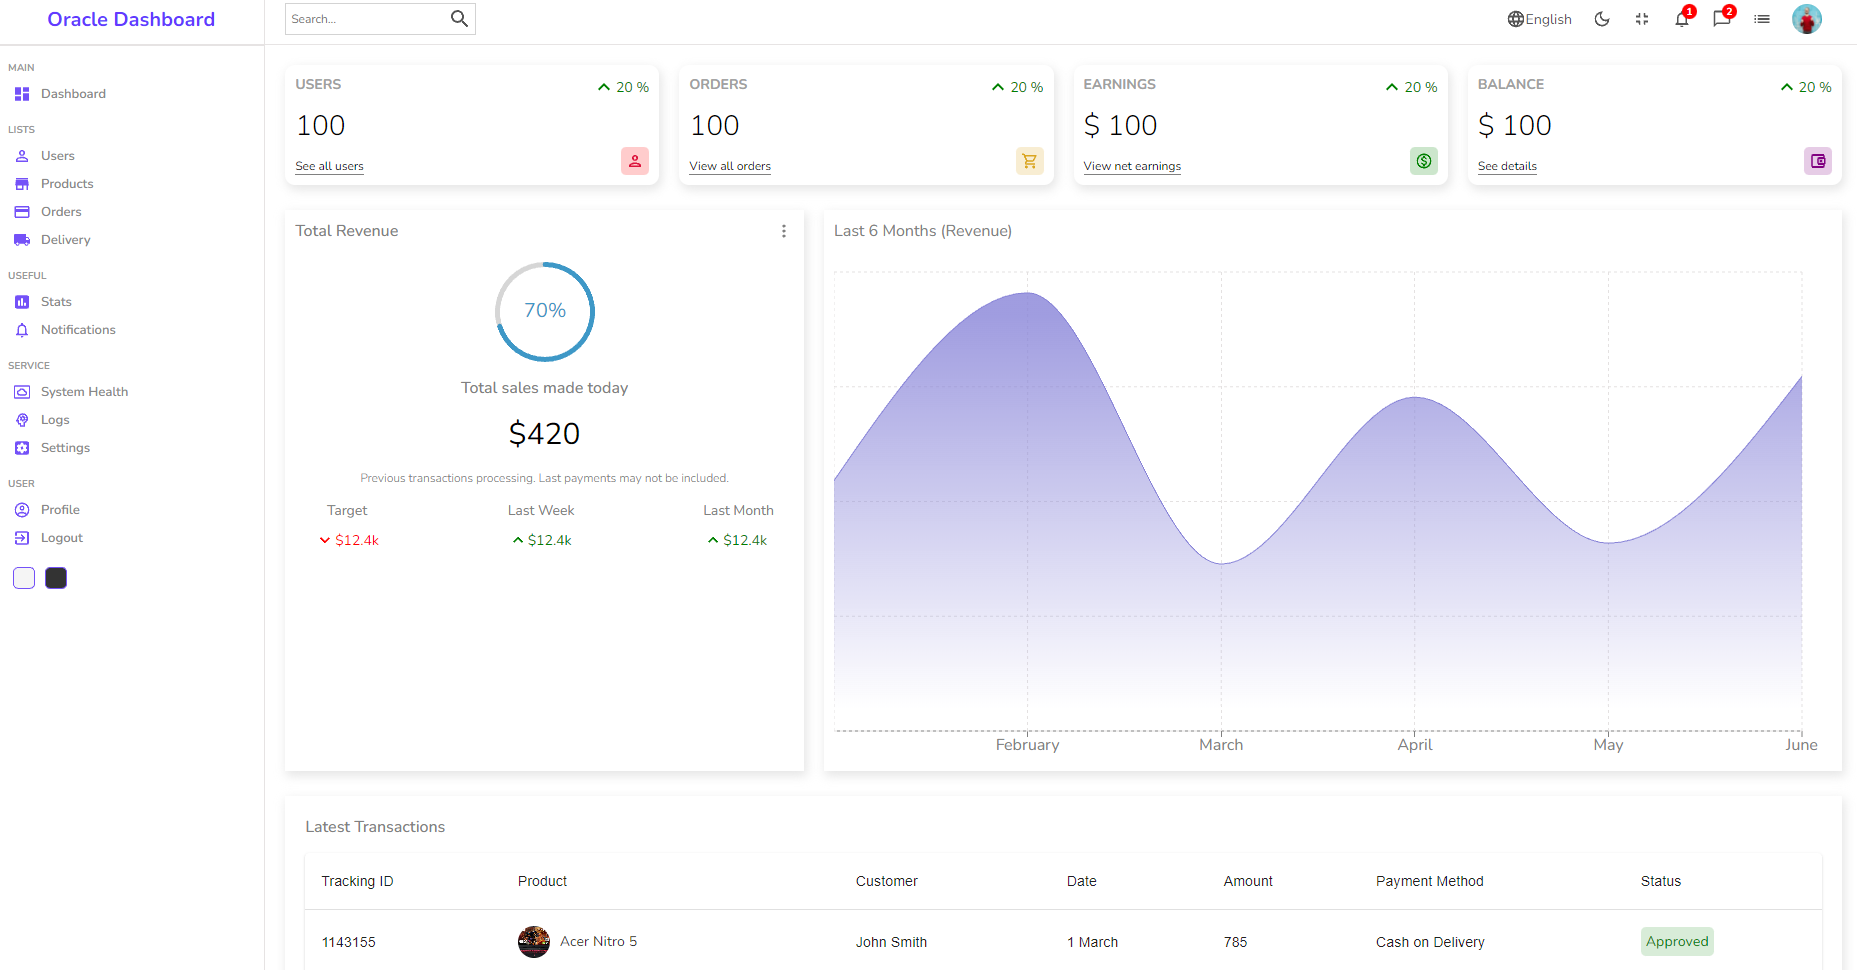 Oracle Dashboard
Search...
English
1
2
MAIN
Dashboard
LISTS
Users
Products
Orders
Delivery
USEFUL
Stats
Notifications
SERVICE
System Health
Logs
Settings
USER
Profile
Logout
USERS
20 %
100
See all users
ORDERS
20 %
100
View all orders
EARNINGS
20 %
$ 100
View net earnings
BALANCE
20 %
$ 100
See details
Total Revenue
70%
Total sales made today
$420
Previous transactions processing. Last payments may not be included.
Target Last Week Last Month
$12.4k $12.4k $12.4k
Last 6 Months (Revenue)
February March April May June
Latest Transactions
Tracking ID Product Customer Date Amount Payment Method Status
1143155 Acer Nitro 5 John Smith 1 March 785 Cash on Delivery Approved